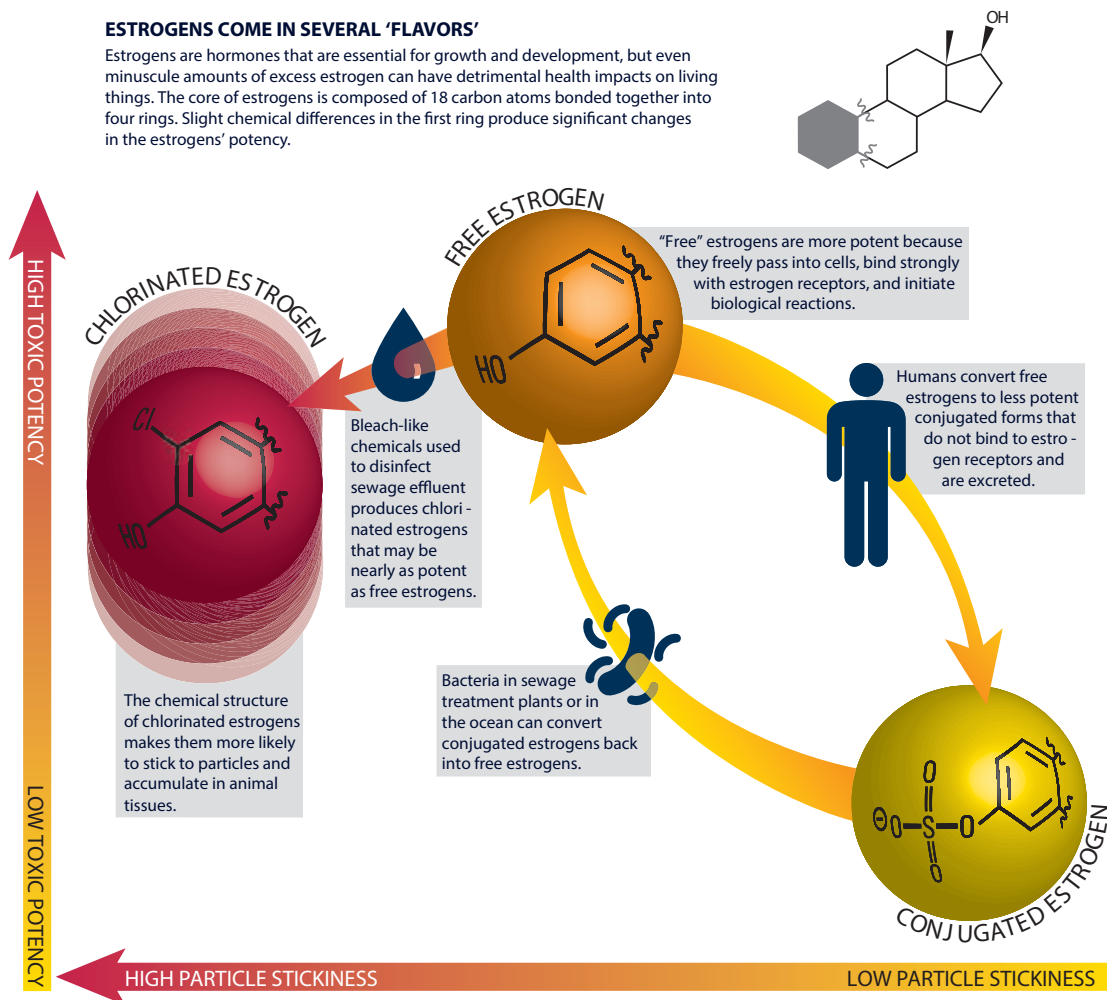 ESTROGENS COME IN SEVERAL ‘FLAVORS’
Estrogens are hormones that are essential for growth and development, but even
minuscule amounts of excess estrogen can have detrimental health impacts on living
things. The core of estrogens is composed of 18 carbon atoms bonded together into
four rings. Slight chemical differences in the first ring produce significant changes
in the estrogens’ potency.
OH
HIGH TOXIC POTENCY
LOW TOXIC POTENCY
CHLORINATED ESTROGEN
Cl
HO
The chemical structure
of chlorinated estrogens
makes them more likely
to stick to particles and
accumulate in animal
tissues.
FREE ESTROGEN
HO
“Free” estrogens are more potent because
they freely pass into cells, bind strongly
with estrogen receptors, and initiate
biological reactions.
Bleach-like
chemicals used
to disinfect
sewage effluent
produces chlori -
nated estrogens
that may be
nearly as potent
as free estrogens.
Humans convert free
estrogens to less potent
conjugated forms that
do not bind to estro -
gen receptors and
are excreted.
Bacteria in sewage
treatment plants or in
the ocean can convert
conjugated estrogens back
into free estrogens.
O
⊖O S O
O
CONJUGATED ESTROGEN
HIGH PARTICLE STICKINESS
LOW PARTICLE STICKINESS